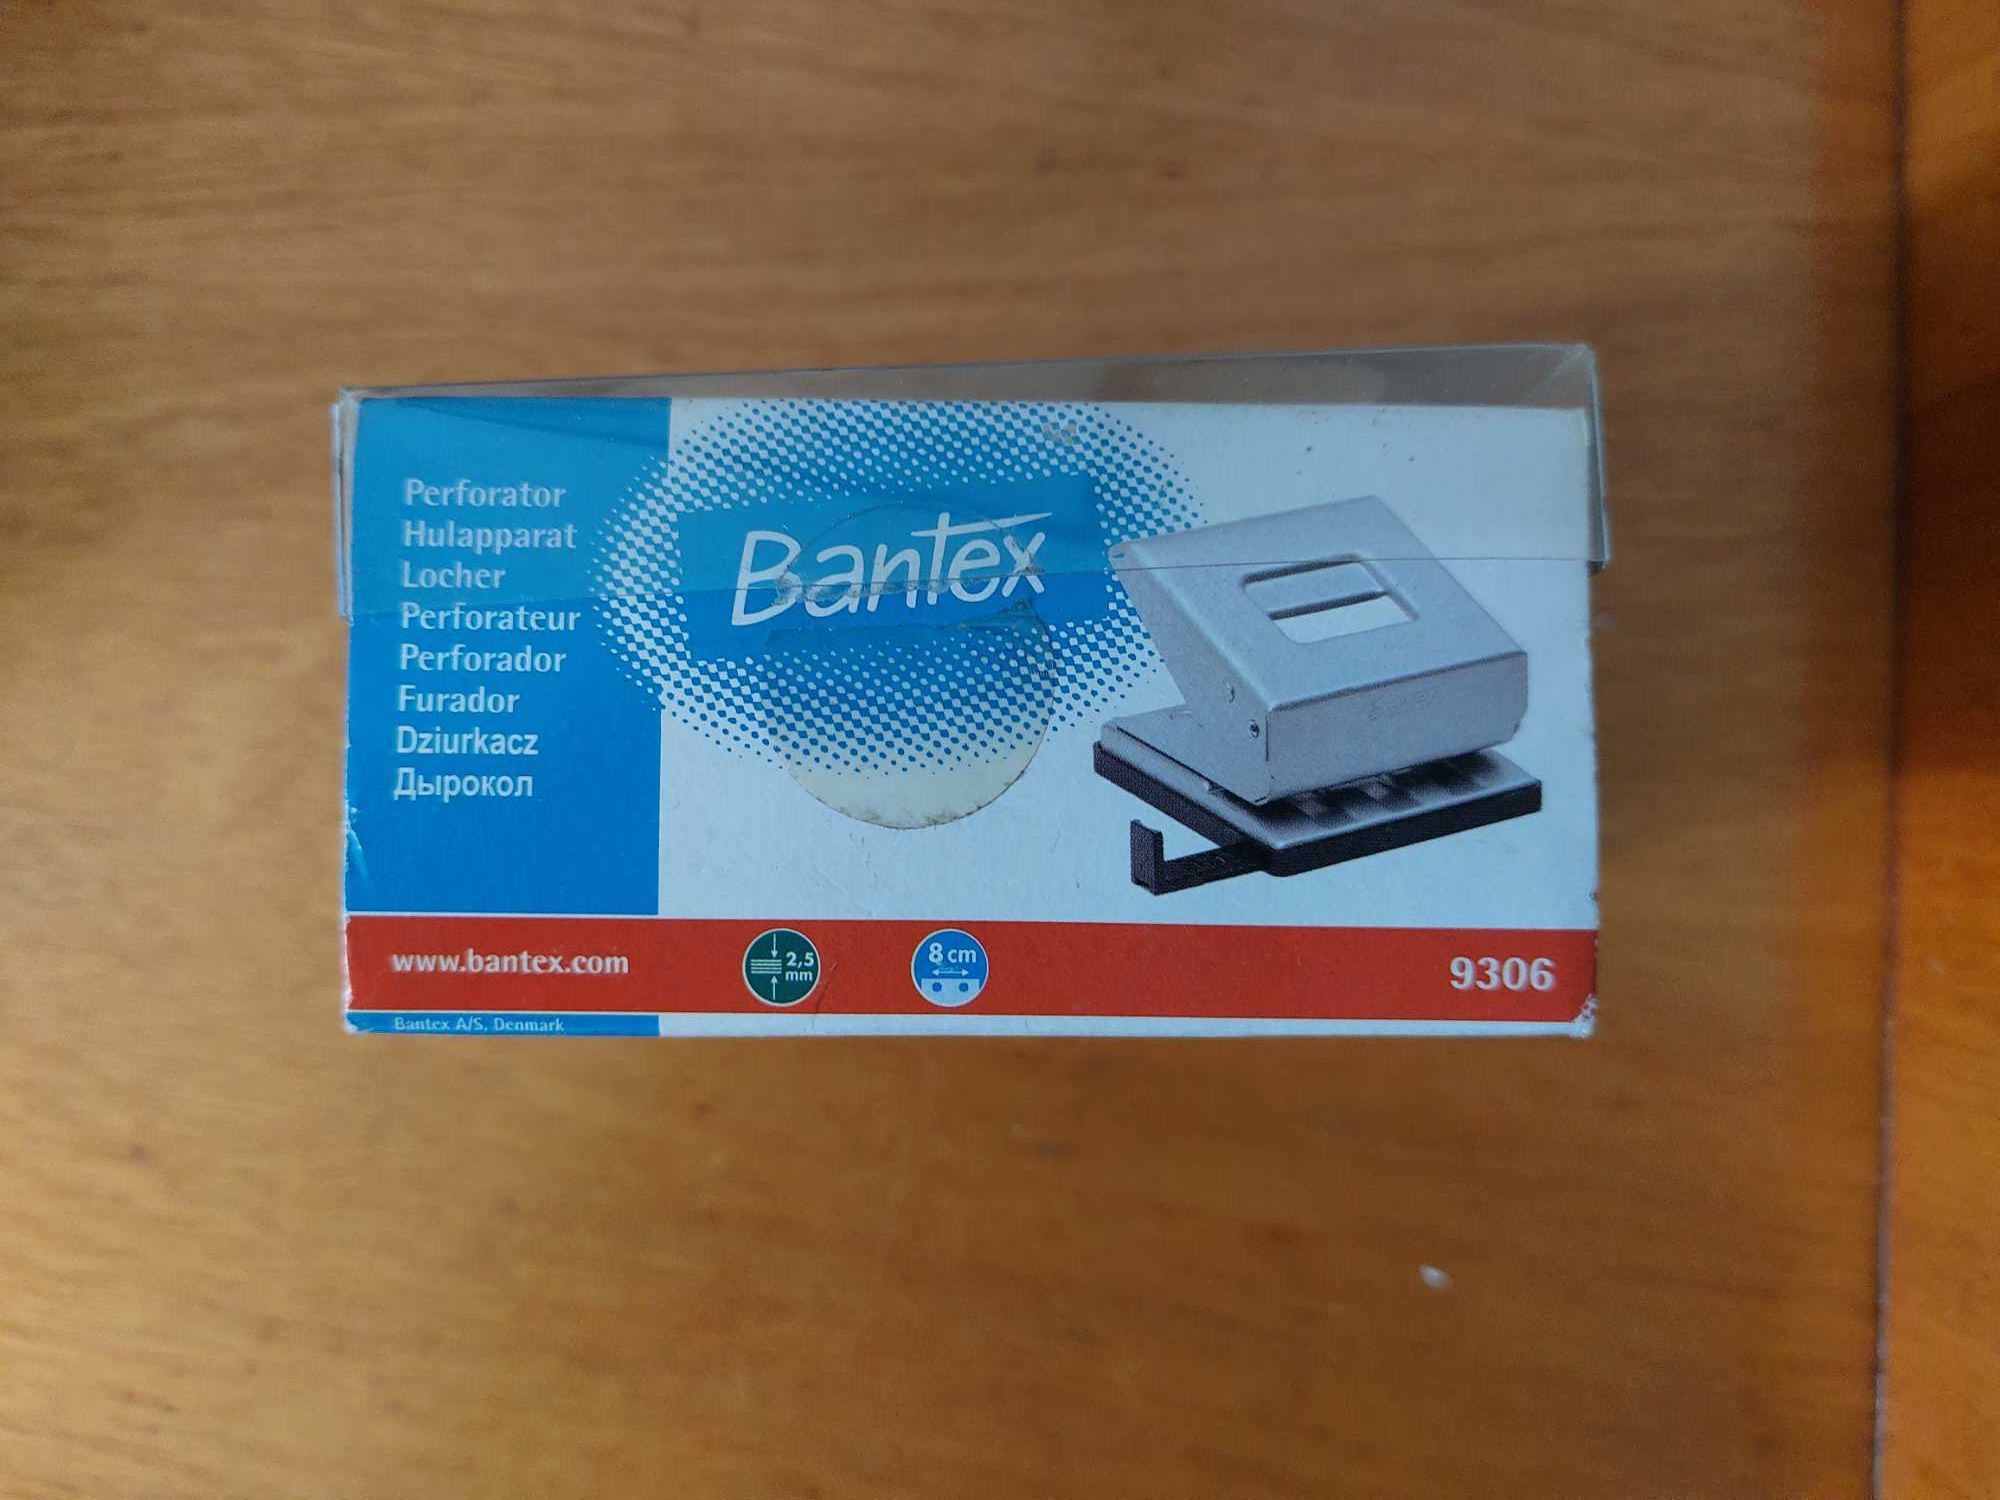 Perforator
Hulapparat
Locher
Perforateur
Perforador
Furador
Dziurkacz
Дырокол
Bantex
www.bantex.com
2,5
mm
8 cm
9306
Bantex A/S, Denmark